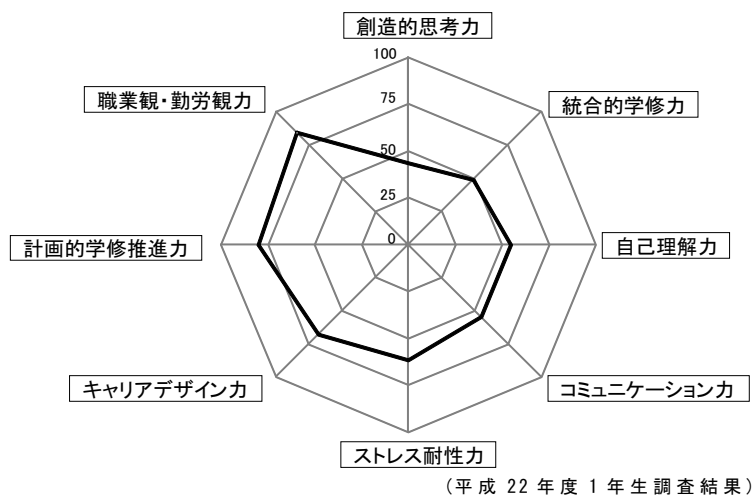 創造的思考力
100
職業観・勤労観力
統合的学修力
75
50
25
計画的学修推進力
0
自己理解力
キャリアデザイン力
コミュニケーション力
ストレス耐性力
(平成 22 年度 1 年生調査結果)